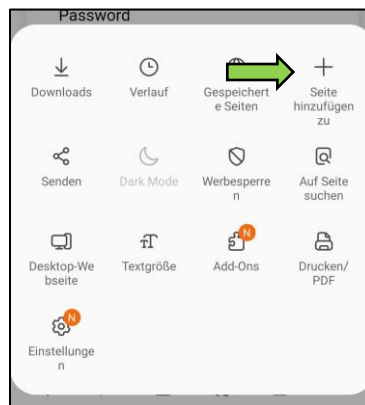 Password
Downloads
Verlauf
Gespeichert
e Seiten
Seite
hinzufügen
zu
Senden
Dark Mode
Werbesperre
n
Auf Seite
suchen
Desktop-We
bseite
Textgröße
N
Add-Ons
Drucken/
PDF
N
Einstellunge
n